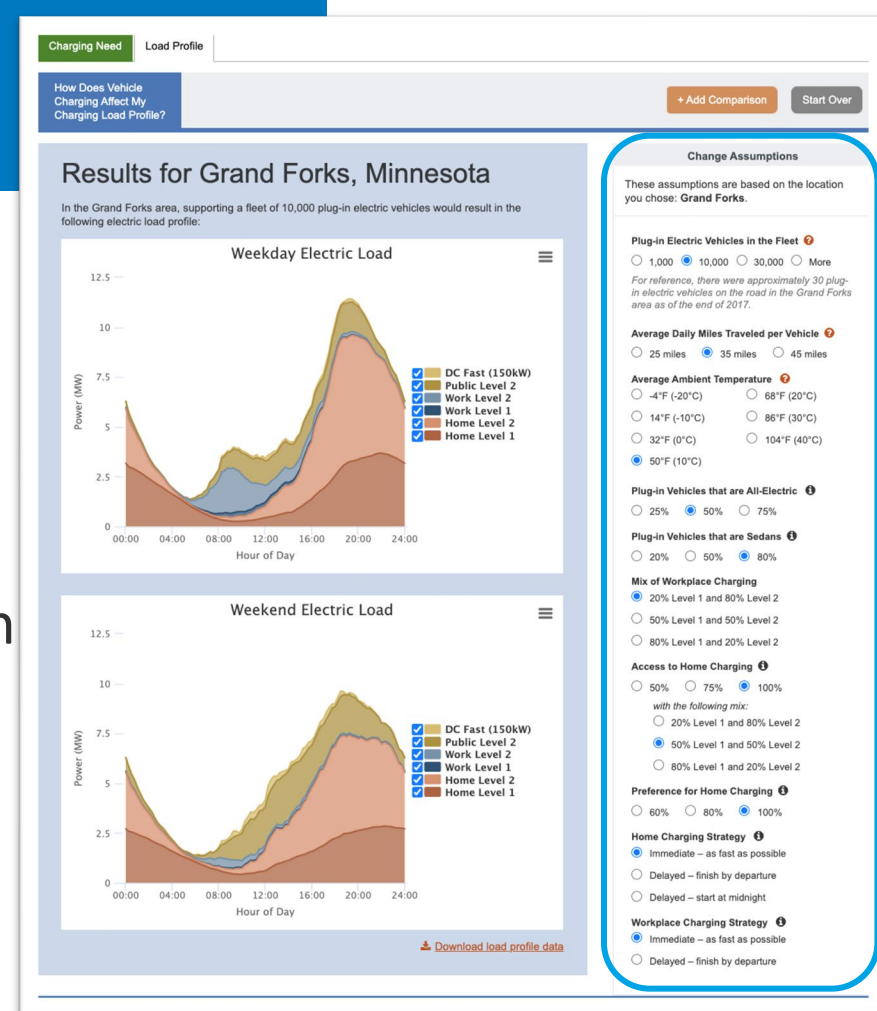 Charging Need
Load Profile
How Does Vehicle
Charging Affect My
Charging Load Profile?
+ Add Comparison
Start Over
Results for Grand Forks, Minnesota
In the Grand Forks area, supporting a fleet of 10,000 plug-in electric vehicles would result in the
following electric load profile:
Weekday Electric Load
12.5
10
7.5
5
2.5
0
Power (MW)
00:00 04:00 08:00 12:00 16:00 20:00 24:00
Hour of Day
DC Fast (150kW)
Public Level 2
Work Level 2
Work Level 1
Home Level 2
Home Level 1
Weekend Electric Load
12.5
10
7.5
5
2.5
0
Power (MW)
00:00 04:00 08:00 12:00 16:00 20:00 24:00
Hour of Day
DC Fast (150kW)
Public Level 2
Work Level 2
Work Level 1
Home Level 2
Home Level 1
Download load profile data
Change Assumptions
These assumptions are based on the location
you chose: Grand Forks.
Plug-in Electric Vehicles in the Fleet ?
1,000 10,000 30,000 More
For reference, there were approximately 30 plug-
in electric vehicles on the road in the Grand Forks
area as of the end of 2017.
Average Daily Miles Traveled per Vehicle ?
25 miles 35 miles 45 miles
Average Ambient Temperature ?
-4°F (-20°C) 68°F (20°C)
14°F (-10°C) 86°F (30°C)
32°F (0°C) 104°F (40°C)
50°F (10°C)
Plug-in Vehicles that are All-Electric i
25% 50% 75%
Plug-in Vehicles that are Sedans i
20% 50% 80%
Mix of Workplace Charging
20% Level 1 and 80% Level 2
50% Level 1 and 50% Level 2
80% Level 1 and 20% Level 2
Access to Home Charging i
50% 75% 100%
with the following mix:
20% Level 1 and 80% Level 2
50% Level 1 and 50% Level 2
80% Level 1 and 20% Level 2
Preference for Home Charging i
60% 80% 100%
Home Charging Strategy i
Immediate – as fast as possible
Delayed – finish by departure
Delayed – start at midnight
Workplace Charging Strategy i
Immediate – as fast as possible
Delayed – finish by departure